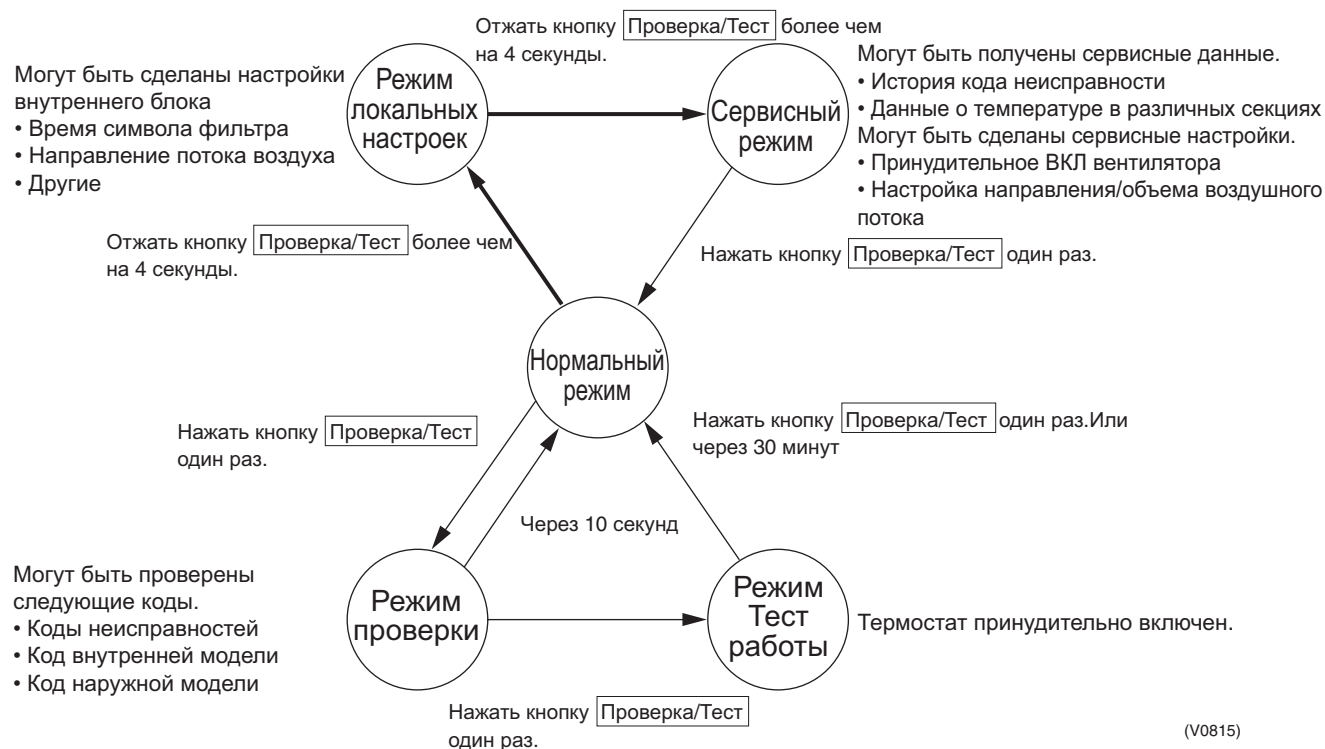 Отжать кнопку Проверка/Тест более чем
на 4 секунды.
Могут быть сделаны настройки
внутреннего блока
• Время символа фильтра
• Направление потока воздуха
• Другие
Режим
локальных
настроек
Сервисный
режим
Могут быть получены сервисные данные.
• История кода неисправности
• Данные о температуре в различных секциях
Могут быть сделаны сервисные настройки.
• Принудительное ВКЛ вентилятора
• Настройка направления/объема воздушного
потока
Отжать кнопку Проверка/Тест более чем
на 4 секунды.
Нажать кнопку Проверка/Тест один раз.
Нормальный
режим
Нажать кнопку Проверка/Тест
один раз.
Нажать кнопку Проверка/Тест один раз.Или
через 30 минут
Через 10 секунд
Могут быть проверены
следующие коды.
• Коды неисправностей
• Код внутренней модели
• Код наружной модели
Режим
проверки
Режим
Тест
работы
Термостат принудительно включен.
Нажать кнопку Проверка/Тест
один раз.
(V0815)